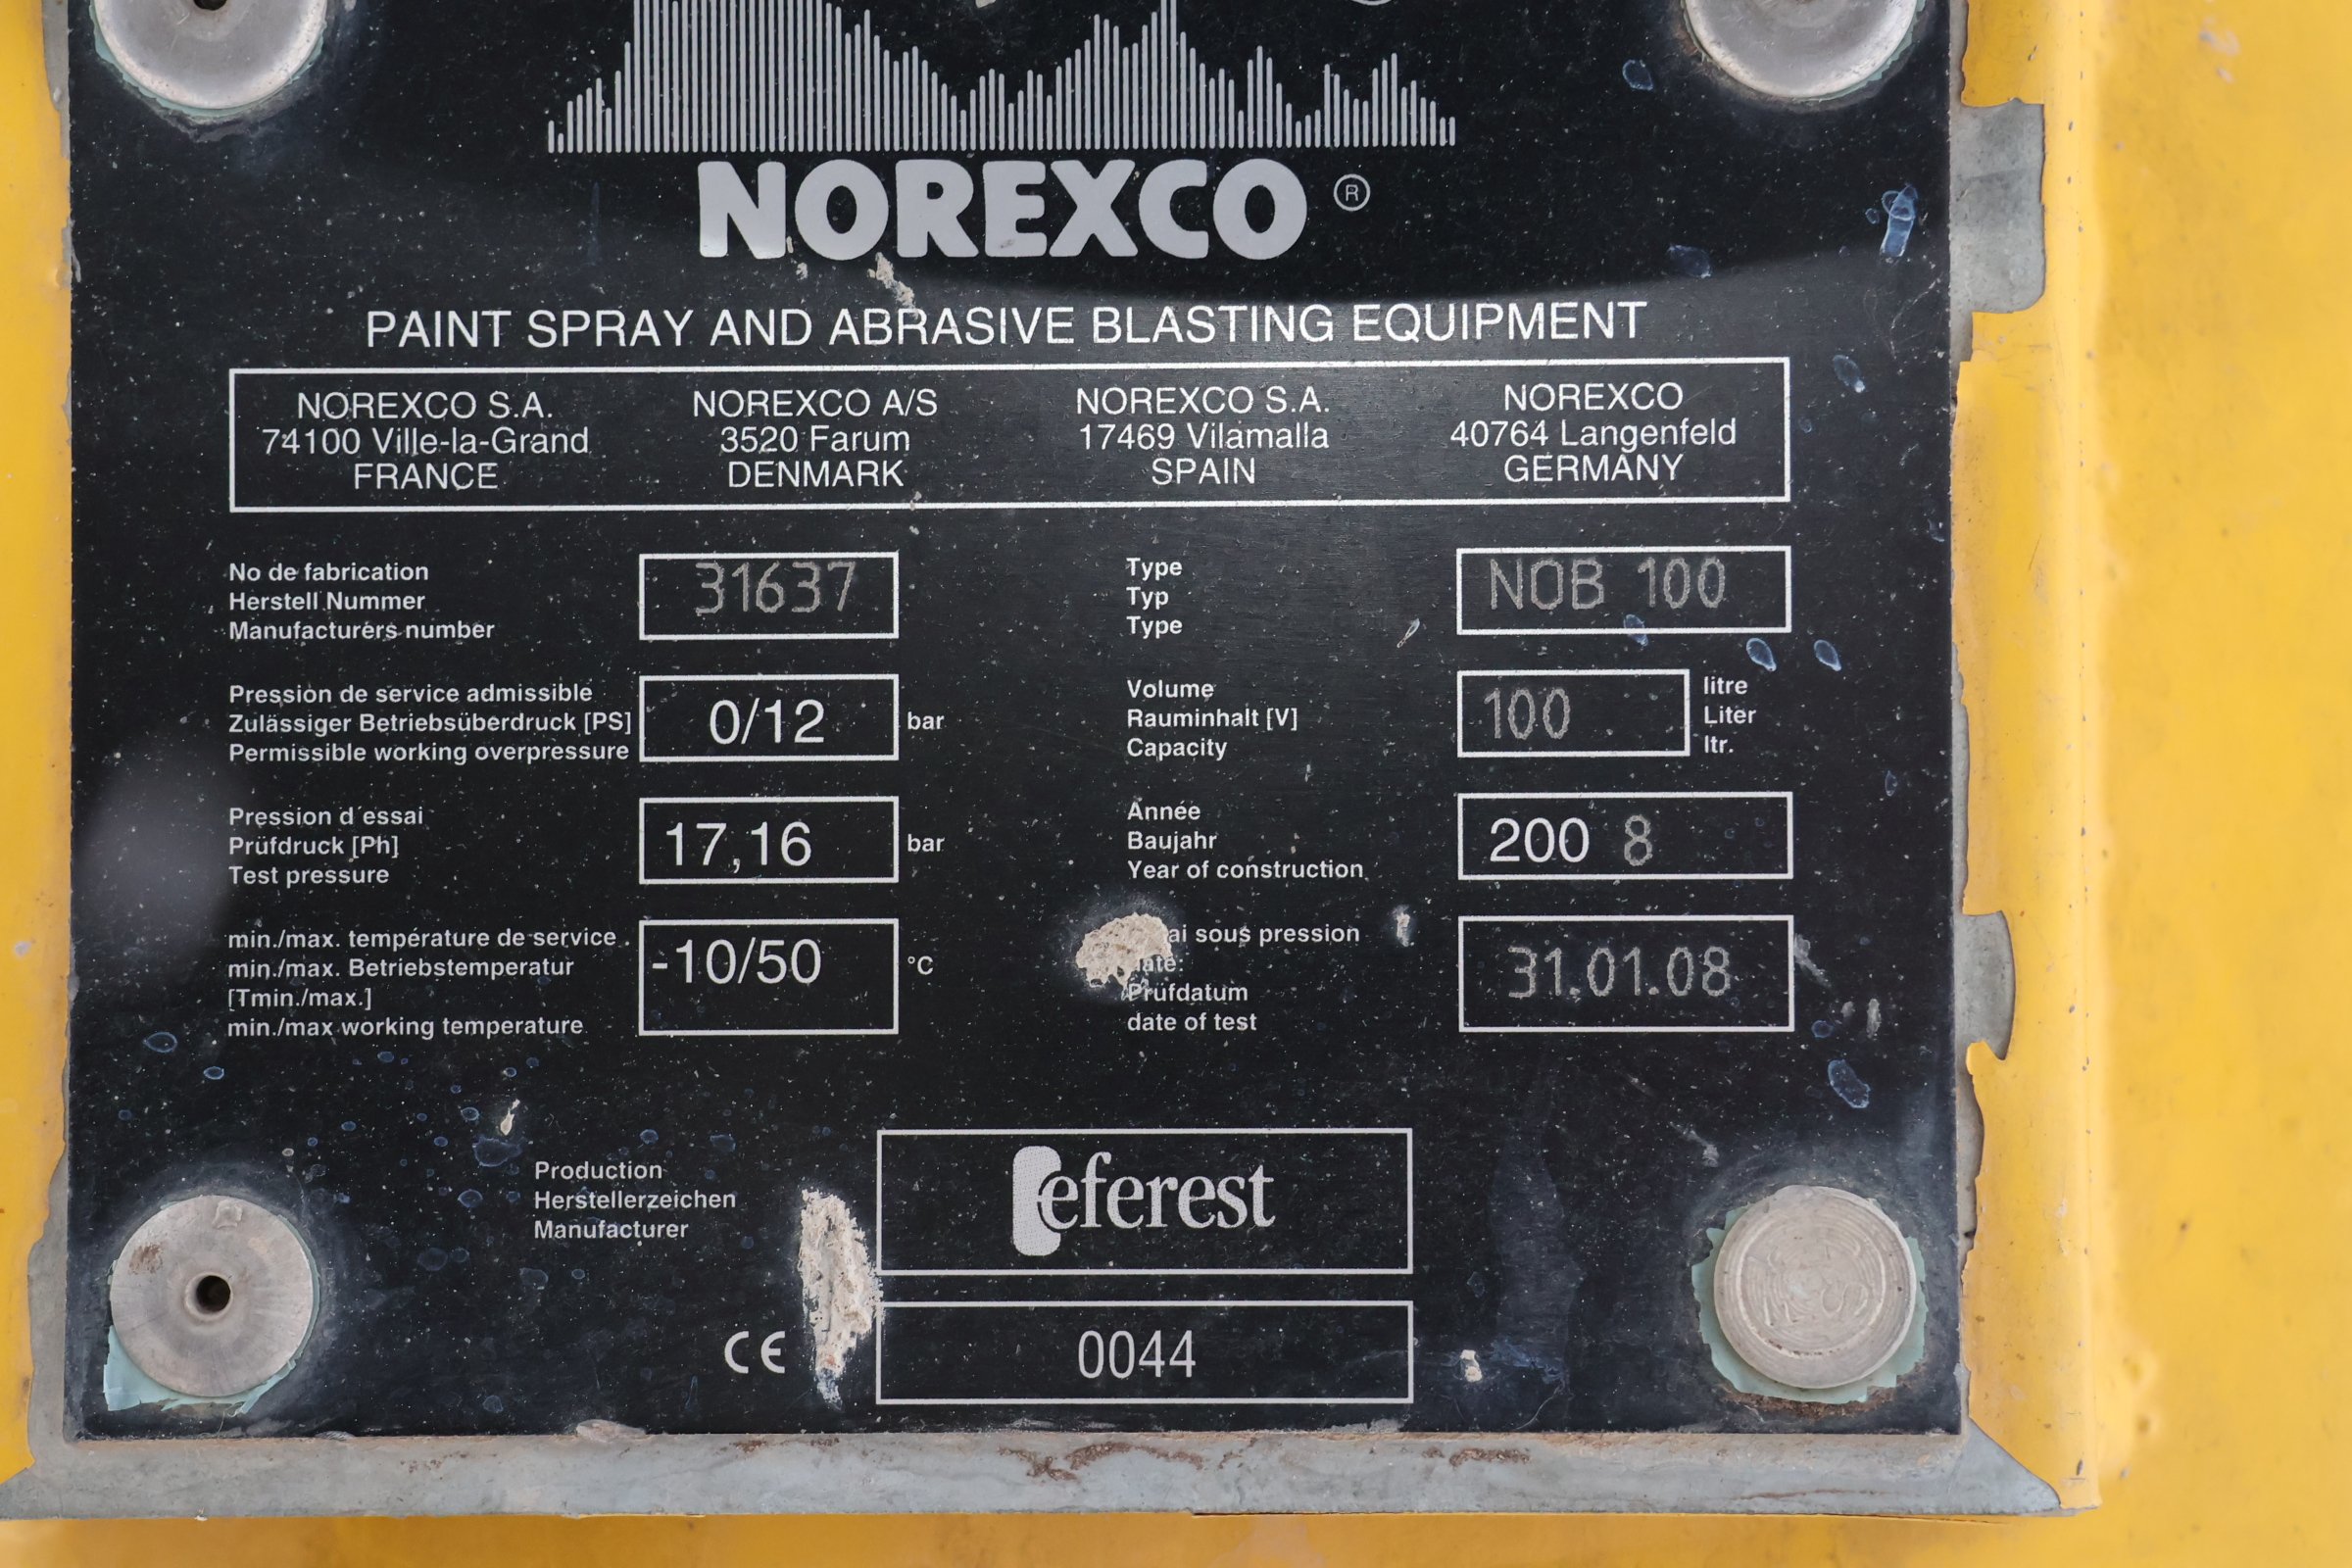 NOREXCO ®
PAINT SPRAY AND ABRASIVE BLASTING EQUIPMENT
NOREXCO S.A.
74100 Ville-la-Grand
FRANCE
NOREXCO A/S
3520 Farum
DENMARK
NOREXCO S.A.
17469 Vilamalla
SPAIN
NOREXCO
40764 Langenfeld
GERMANY
No de fabrication
Herstell Nummer
Manufacturers number
31637
Type
Typ
Type
NOB 100
Pression de service admissible
Zulässiger Betriebsüberdruck [PS]
Permissible working overpressure
0/12 bar
Volume
Rauminhalt [V]
Capacity
100
litre
Liter
ltr.
Pression d'essai
Prüfdruck [Ph]
Test pressure
17,16 bar
Année
Baujahr
Year of construction
200 8
min./max. température de service
min./max. Betriebstemperatur
[Tmin./max.]
min./max working temperature
-10/50 °C
sous pression
Prüfdatum
date of test
31.01.08
Production
Herstellerzeichen
Manufacturer
eferest
CE 0044